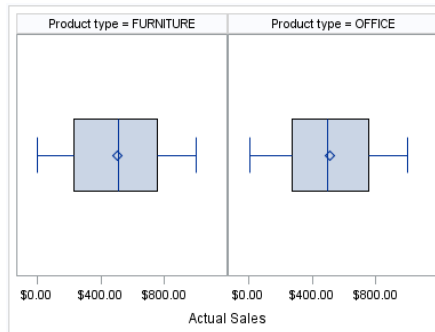 Product type = FURNITURE Product type = OFFICE
$0.00 $400.00 $800.00 $0.00 $400.00 $800.00
Actual Sales